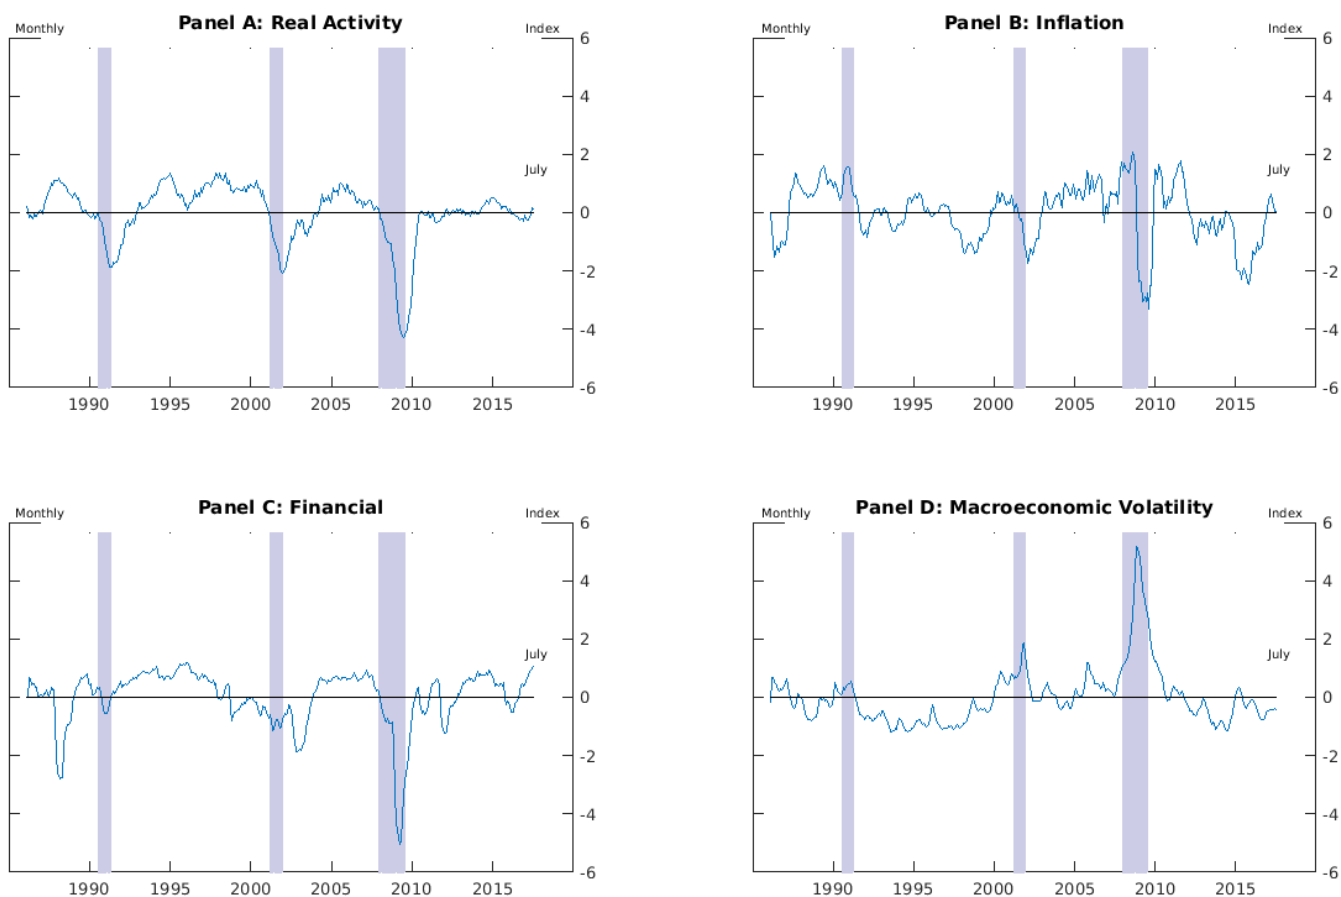 Panel A: Real Activity
Monthly
Index
6
4
2
July
0
-2
-4
-6
1990 1995 2000 2005 2010 2015
Panel B: Inflation
Monthly
Index
6
4
2
July
0
-2
-4
-6
1990 1995 2000 2005 2010 2015
Panel C: Financial
Monthly
Index
6
4
2
July
0
-2
-4
-6
1990 1995 2000 2005 2010 2015
Panel D: Macroeconomic Volatility
Monthly
Index
6
4
2
July
0
-2
-4
-6
1990 1995 2000 2005 2010 2015